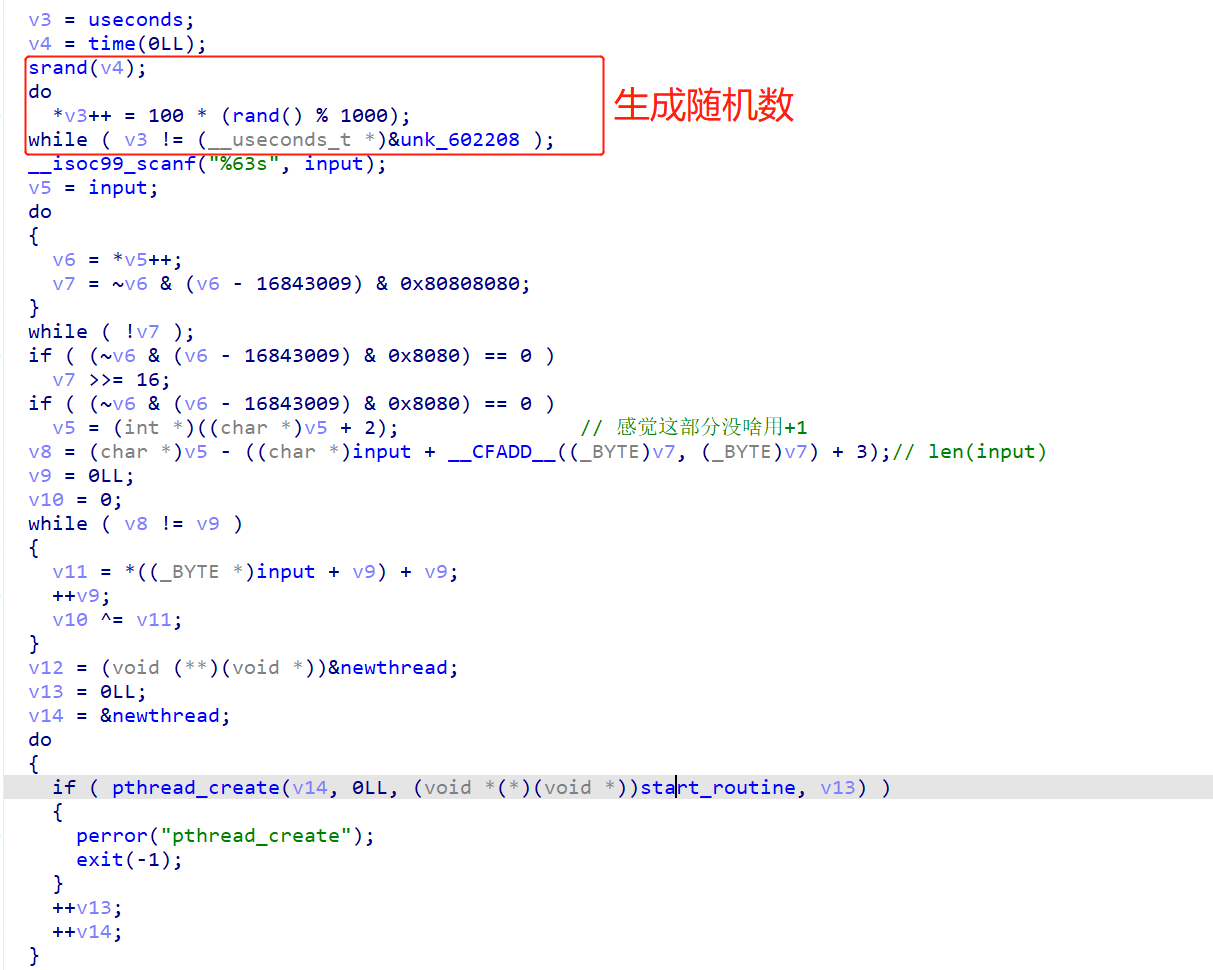 v3 = useconds;
v4 = time(0LL);
srand(v4);
do
*v3++ = 100 * (rand() % 1000);
while ( v3 != (__useconds_t *)&unk_602208 );
生成随机数
__isoc99_scanf("%63s", input);
v5 = input;
do
{
v6 = *v5++;
v7 = ~v6 & (v6 - 16843009) & 0x80808080;
}
while ( !v7 );
if ( (~v6 & (v6 - 16843009) & 0x8080) == 0 )
v7 >>= 16;
if ( (~v6 & (v6 - 16843009) & 0x8080) == 0 )
v5 = (int *)((char *)v5 + 2); // 感觉这部分没啥用+1
v8 = (char *)v5 - ((char *)input + __CFADD__((_BYTE)v7, (_BYTE)v7) + 3);// len(input)
v9 = 0LL;
v10 = 0;
while ( v8 != v9 )
{
v11 = *((_BYTE *)input + v9) + v9;
++v9;
v10 ^= v11;
}
v12 = (void (**)(void *))&newthread;
v13 = 0LL;
v14 = &newthread;
do
{
if ( pthread_create(v14, 0LL, (void *(*)(void *))start_routine, v13) )
{
perror("pthread_create");
exit(-1);
}
++v13;
++v14;
}